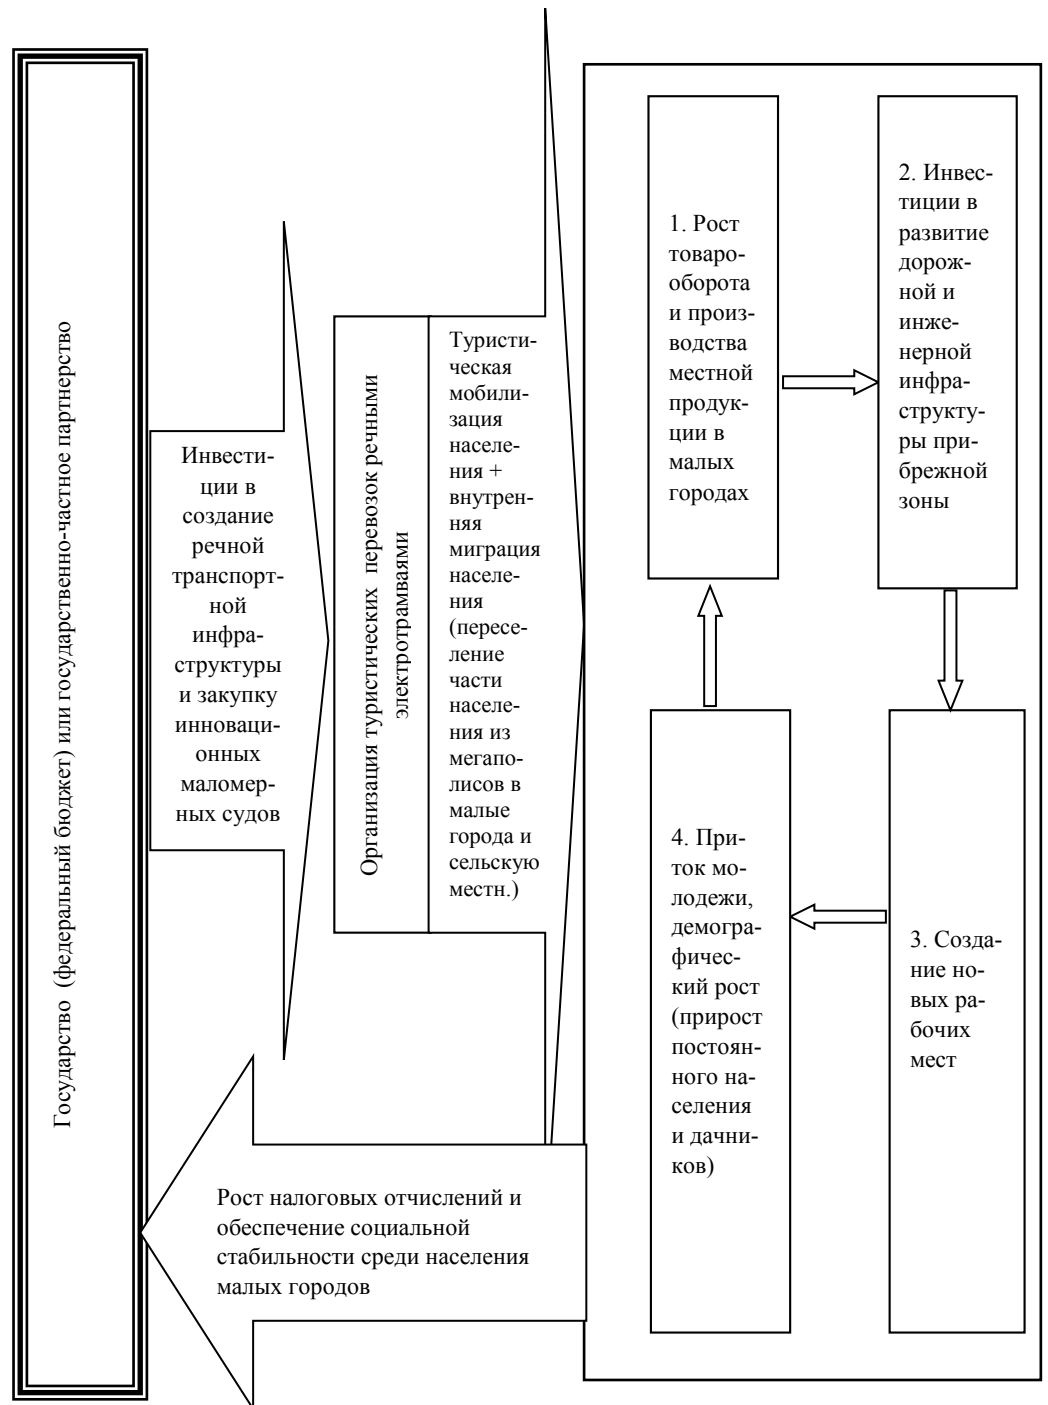 Государство (федеральный бюджет) или государственно-частное партнерство
Инвести-
ции в
создание
речной
транспорт-
ной
инфра-
структуры
и закупку
инноваци-
онных
маломер-
ных судов
Организация туристических перевозок речными
электротрамваями
Туристи-
ческая
мобили-
зация
населе-
ния +
внутрен-
няя
миграция
населе-
ния
(пересе-
ление
части
населе-
ния из
мегапо-
лисов в
малые
города и
сельскую
местн.)
1. Рост
товаро-
оборота
и произ-
водства
местной
продук-
ции в
малых
городах
2. Инвес-
тиции в
развитие
дорож-
ной и
инже-
нерной
инфра-
структу-
ры при-
брежной
зоны
3. Созда-
ние но-
вых ра-
бочих
мест
4. При-
ток мо-
лодежи,
демогра-
фичес-
кий рост
(прирост
постоян-
ного на-
селения
и дачни-
ков)
Рост налоговых отчислений и
обеспечение социальной
стабильности среди населения
малых городов